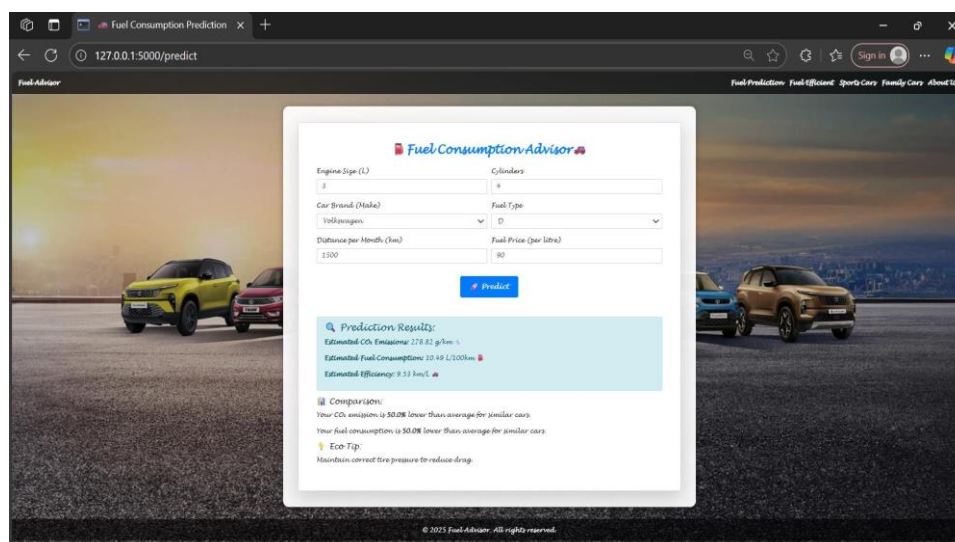 Fuel Consumption Prediction
127.0.0.1:5000/predict
Sign in
Fuel Advisor
Fuel Prediction Fuel Efficient Sports Cars Family Cars About U
Fuel Consumption Advisor
Engine Size (L) Cylinders
3 4
Car Brand (Make) Fuel Type
Volkswagen D
Distance per Month (km) Fuel Price (per litre)
1500 90
Predict
Prediction Results:
Estimated CO₂ Emissions: 278.82 g/km
Estimated Fuel Consumption: 10.49 L/100km
Estimated Efficiency: 9.53 km/L
Comparison:
Your CO₂ emission is 50.0% lower than average for similar cars.
Your fuel consumption is 50.0% lower than average for similar cars.
Eco Tip:
Maintain correct tire pressure to reduce drag.
© 2025 Fuel Advisor. All rights reserved.